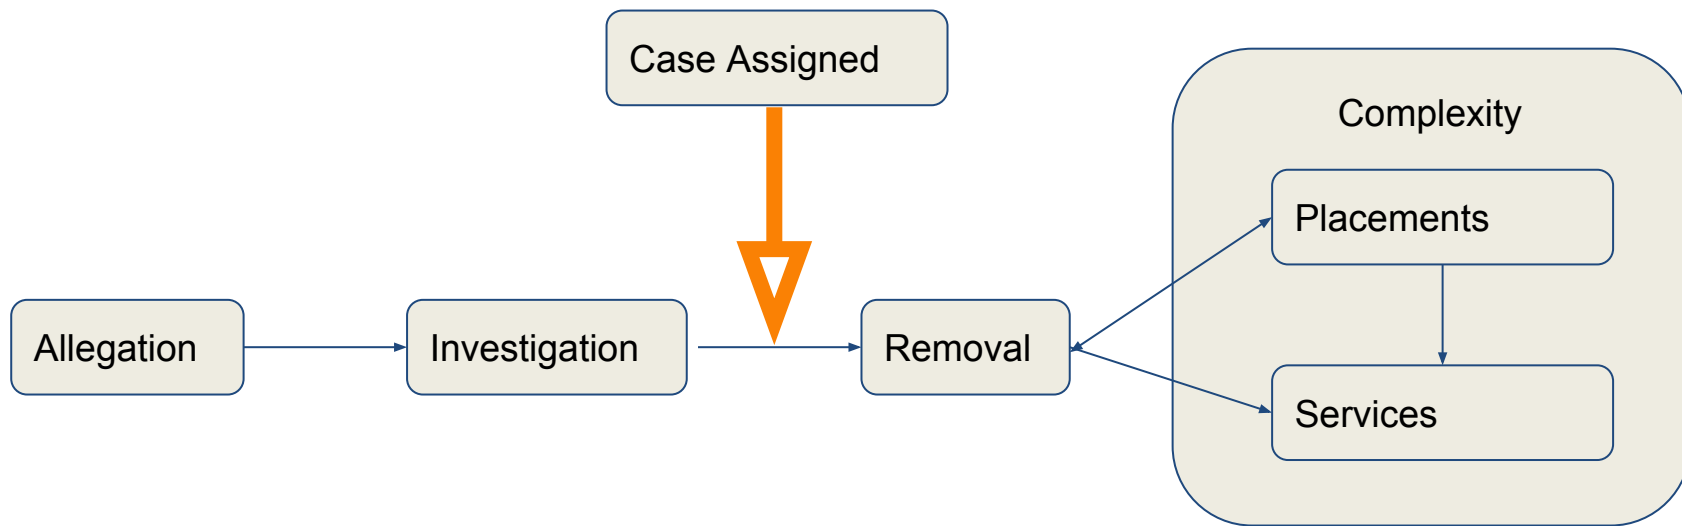 Case Assigned
Complexity
Placements
Allegation
Investigation
Removal
Services